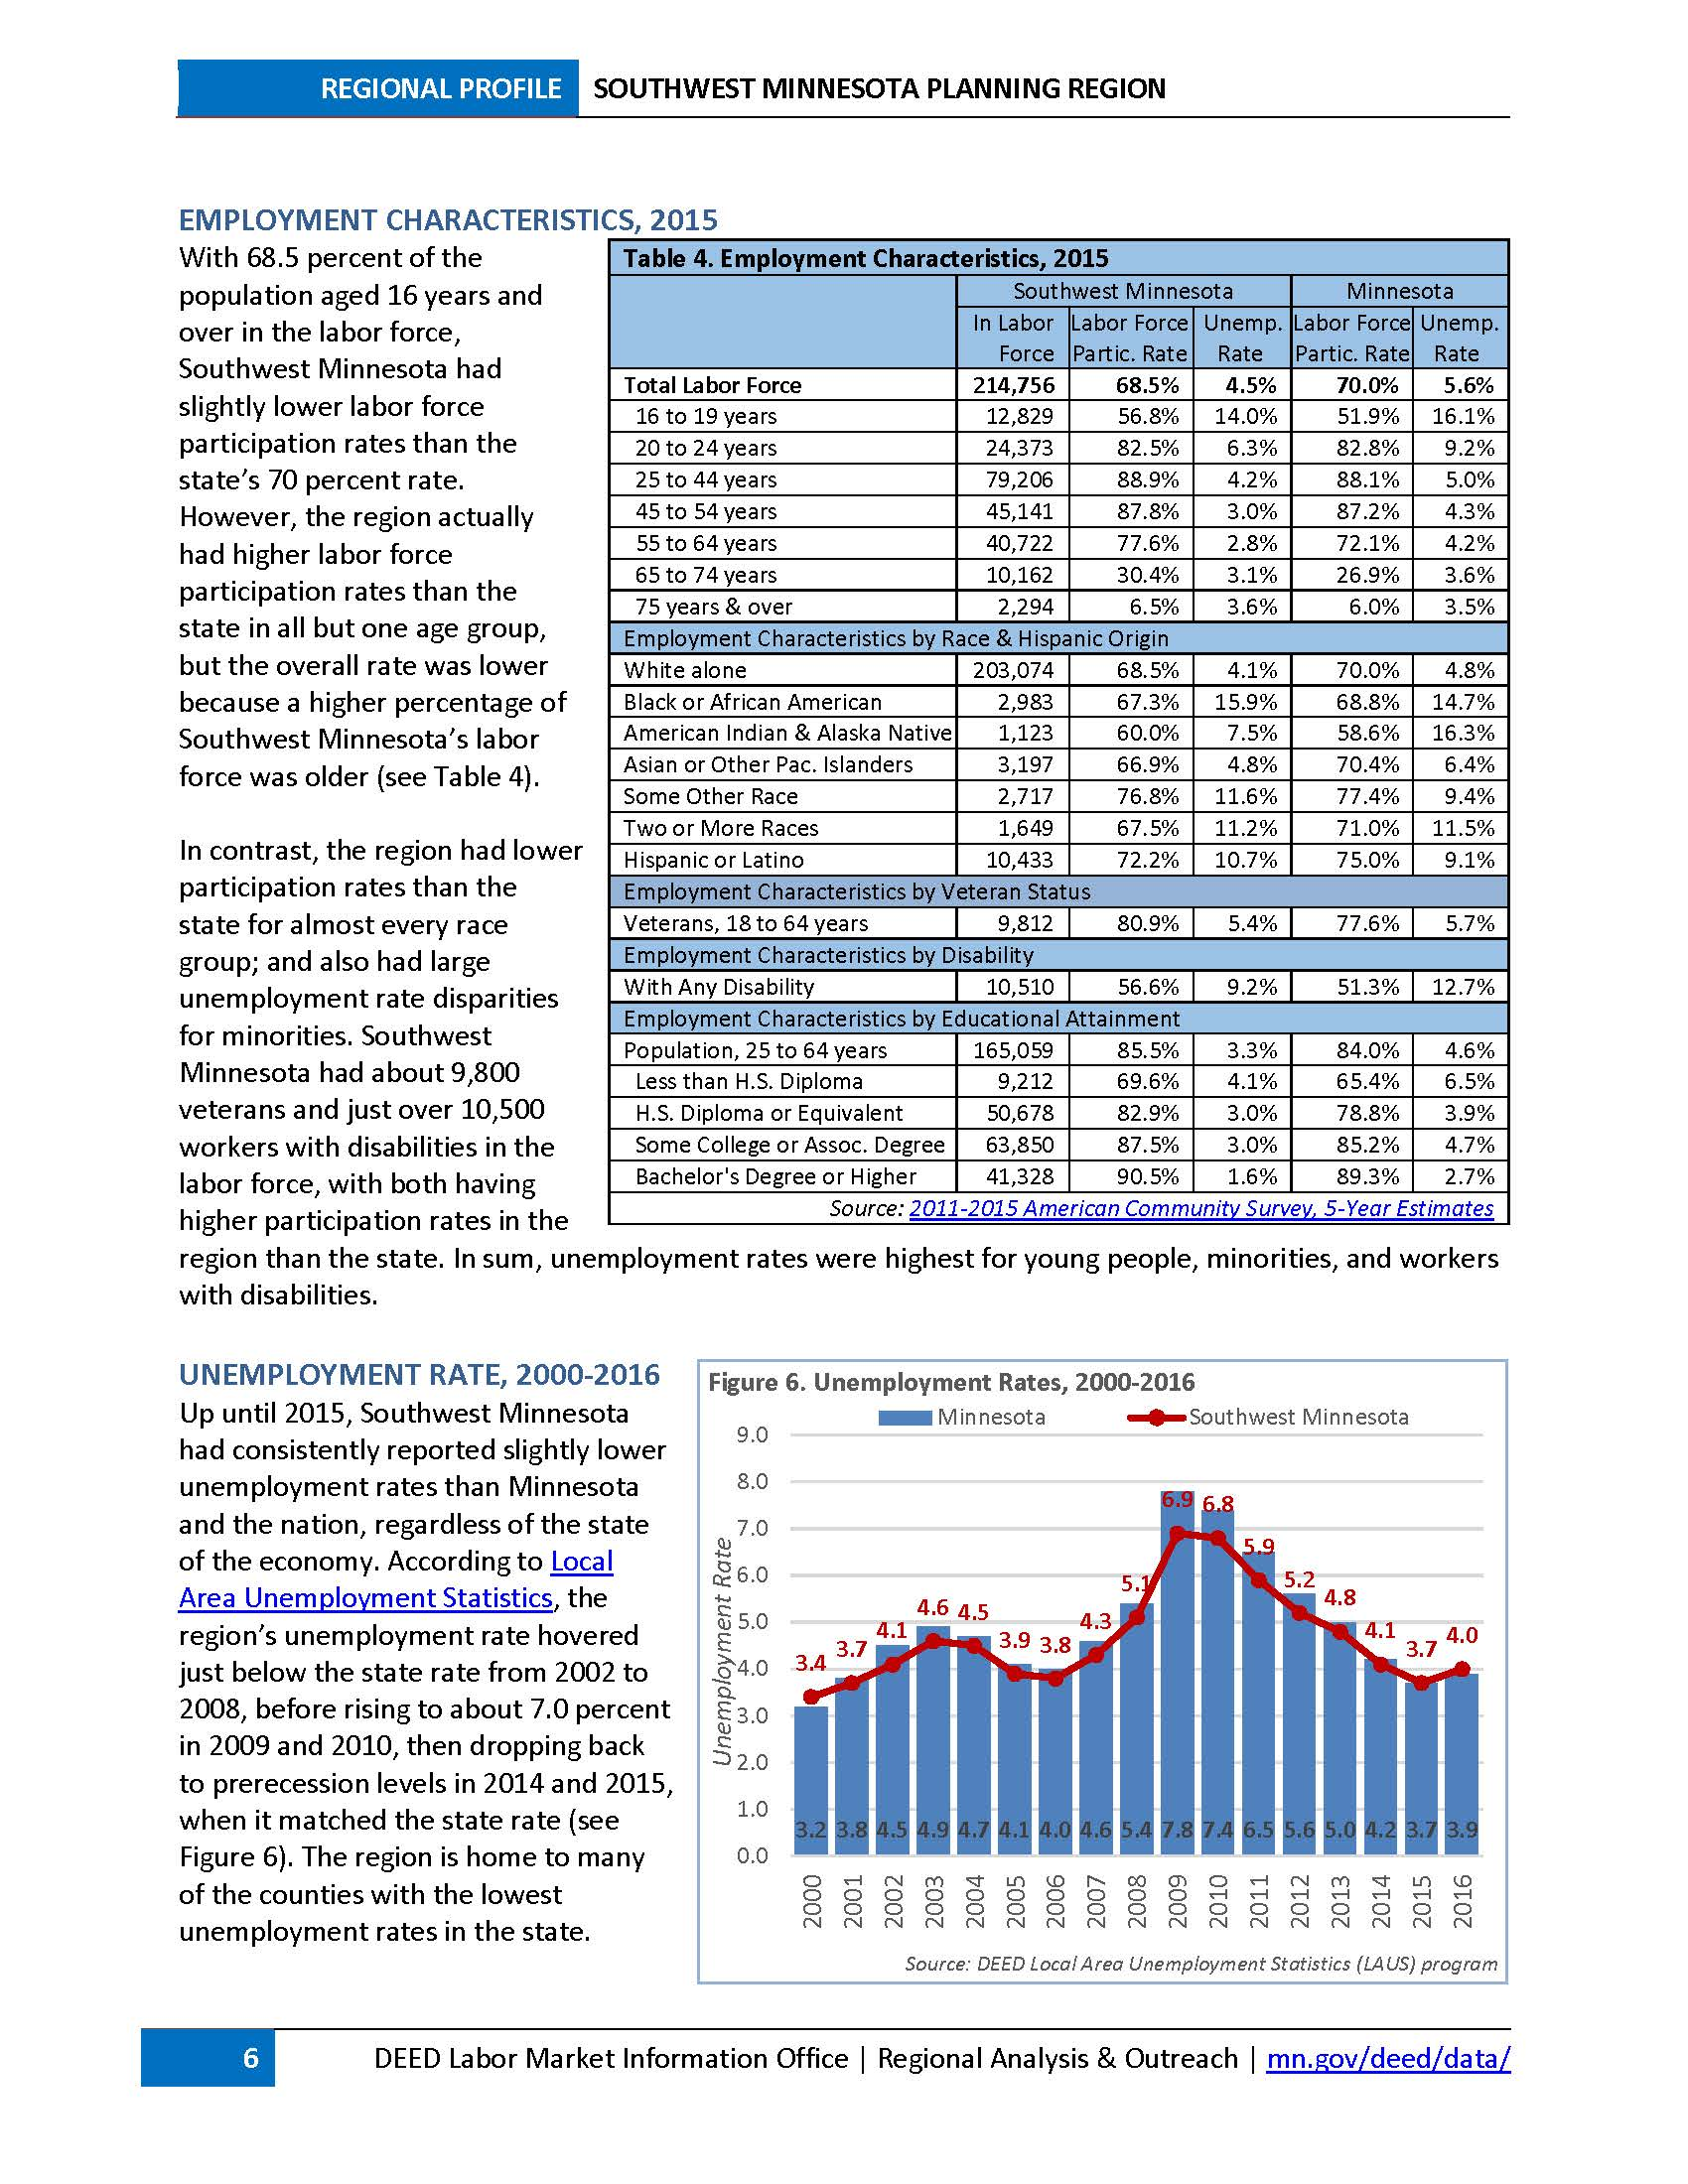 REGIONAL PROFILE SOUTHWEST MINNESOTA PLANNING REGION
EMPLOYMENT CHARACTERISTICS, 2015
With 68.5 percent of the
population aged 16 years and
over in the labor force,
Southwest Minnesota had
slightly lower labor force
participation rates than the
state’s 70 percent rate.
However, the region actually
had higher labor force
participation rates than the
state in all but one age group,
but the overall rate was lower
because a higher percentage of
Southwest Minnesota’s labor
force was older (see Table 4).
In contrast, the region had lower
participation rates than the
state for almost every race
group; and also had large
unemployment rate disparities
for minorities. Southwest
Minnesota had about 9,800
veterans and just over 10,500
workers with disabilities in the
labor force, with both having
higher participation rates in the
region than the state. In sum, unemployment rates were highest for young people, minorities, and workers
with disabilities.
Table 4. Employment Characteristics, 2015
Southwest Minnesota Minnesota
In Labor Labor Force Unemp. Labor Force Unemp.
Force Partic. Rate Rate Partic. Rate Rate
Total Labor Force 214,756 68.5% 4.5% 70.0% 5.6%
16 to 19 years 12,829 56.8% 14.0% 51.9% 16.1%
20 to 24 years 24,373 82.5% 6.3% 82.8% 9.2%
25 to 44 years 79,206 88.9% 4.2% 88.1% 5.0%
45 to 54 years 45,141 87.8% 3.0% 87.2% 4.3%
55 to 64 years 40,722 77.6% 2.8% 72.1% 4.2%
65 to 74 years 10,162 30.4% 3.1% 26.9% 3.6%
75 years & over 2,294 6.5% 3.6% 6.0% 3.5%
Employment Characteristics by Race & Hispanic Origin
White alone 203,074 68.5% 4.1% 70.0% 4.8%
Black or African American 2,983 67.3% 15.9% 68.8% 14.7%
American Indian & Alaska Native 1,123 60.0% 7.5% 58.6% 16.3%
Asian or Other Pac. Islanders 3,197 66.9% 4.8% 70.4% 6.4%
Some Other Race 2,717 76.8% 11.6% 77.4% 9.4%
Two or More Races 1,649 67.5% 11.2% 71.0% 11.5%
Hispanic or Latino 10,433 72.2% 10.7% 75.0% 9.1%
Employment Characteristics by Veteran Status
Veterans, 18 to 64 years 9,812 80.9% 5.4% 77.6% 5.7%
Employment Characteristics by Disability
With Any Disability 10,510 56.6% 9.2% 51.3% 12.7%
Employment Characteristics by Educational Attainment
Population, 25 to 64 years 165,059 85.5% 3.3% 84.0% 4.6%
Less than H.S. Diploma 9,212 69.6% 4.1% 65.4% 6.5%
H.S. Diploma or Equivalent 50,678 82.9% 3.0% 78.8% 3.9%
Some College or Assoc. Degree 63,850 87.5% 3.0% 85.2% 4.7%
Bachelor's Degree or Higher 41,328 90.5% 1.6% 89.3% 2.7%
Source: 2011-2015 American Community Survey, 5-Year Estimates
UNEMPLOYMENT RATE, 2000-2016
Up until 2015, Southwest Minnesota
had consistently reported slightly lower
unemployment rates than Minnesota
and the nation, regardless of the state
of the economy. According to Local
Area Unemployment Statistics, the
region’s unemployment rate hovered
just below the state rate from 2002 to
2008, before rising to about 7.0 percent
in 2009 and 2010, then dropping back
to prerecession levels in 2014 and 2015,
when it matched the state rate (see
Figure 6). The region is home to many
of the counties with the lowest
unemployment rates in the state.
Figure 6. Unemployment Rates, 2000-2016
Minnesota Southwest Minnesota
Unemployment Rate
9.0
8.0
7.0
6.0
5.0
4.0
3.0
2.0
1.0
0.0
3.4 3.7 4.1 4.6 4.5 3.9 3.8 4.3 5.1 6.9 6.8 5.9 5.2 4.8 4.1 3.7 4.0
3.2 3.8 4.5 4.9 4.7 4.1 4.0 4.6 5.4 7.8 7.4 6.5 5.6 5.0 4.2 3.7 3.9
2000 2001 2002 2003 2004 2005 2006 2007 2008 2009 2010 2011 2012 2013 2014 2015 2016
Source: DEED Local Area Unemployment Statistics (LAUS) program
6 DEED Labor Market Information Office | Regional Analysis & Outreach | mn.gov/deed/data/